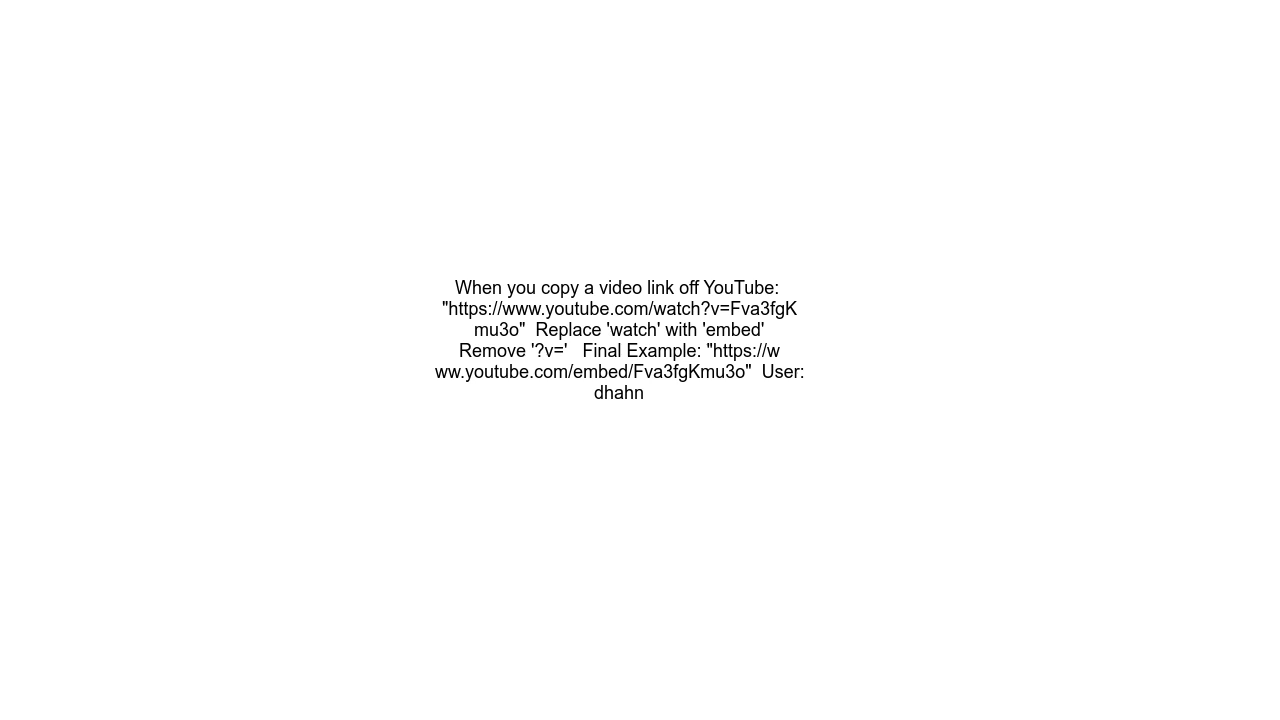 When you copy a video link off YouTube:
"https://www.youtube.com/watch?v=Fva3fgK
mu3o"  Replace 'watch' with 'embed'
Remove '?v='   Final Example: "https://w
ww.youtube.com/embed/Fva3fgKmu3o"  User:
dhahn